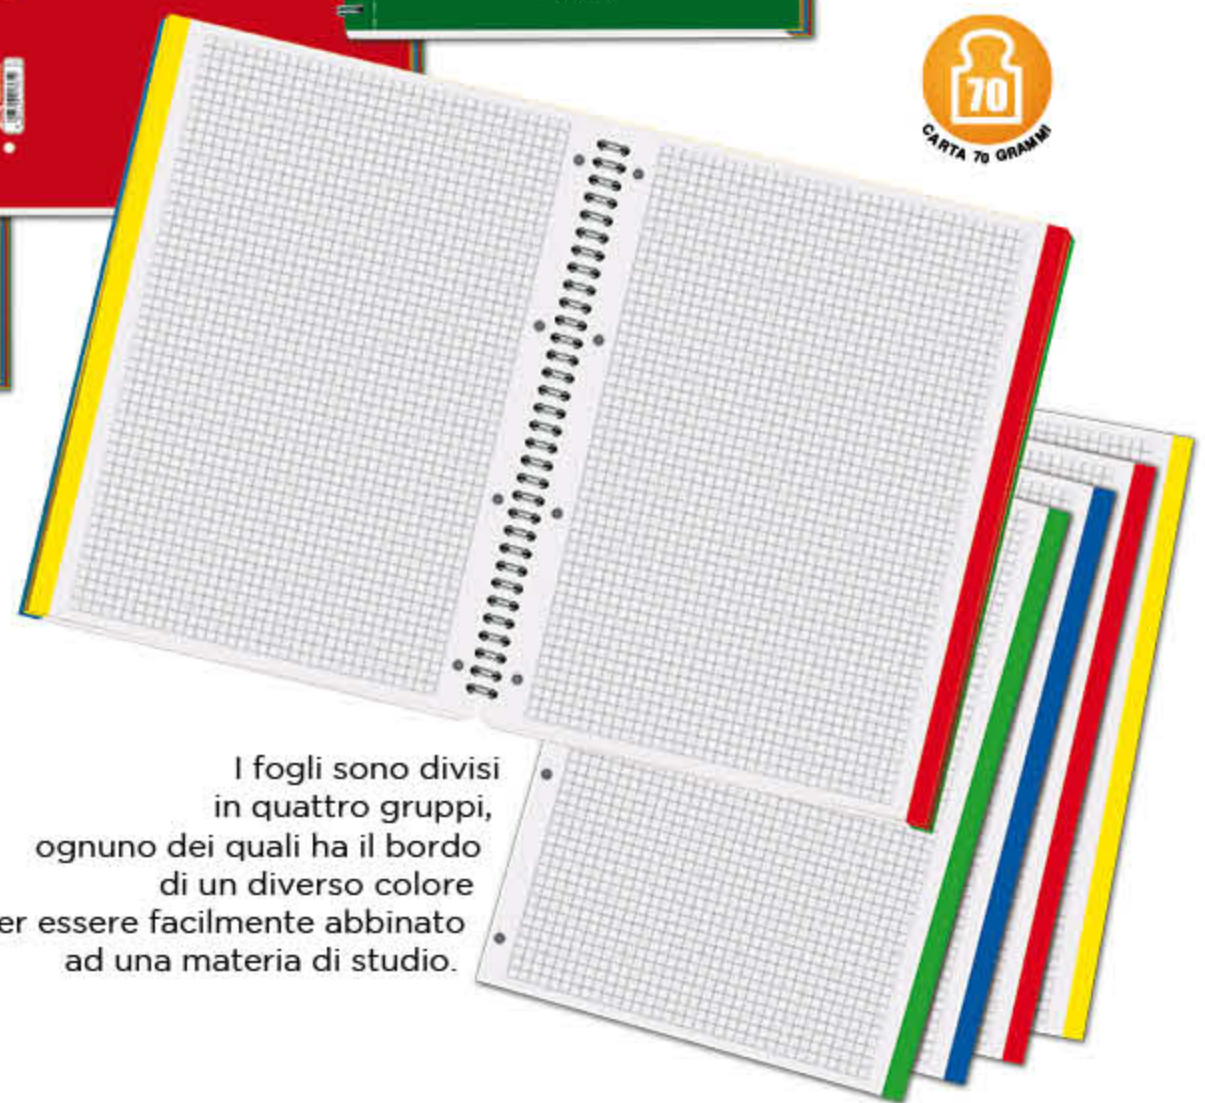 70
CARTA 70 GRAMMI
I fogli sono divisi
in quattro gruppi,
ognuno dei quali ha il bordo
di un diverso colore
er essere facilmente abbinato
ad una materia di studio.